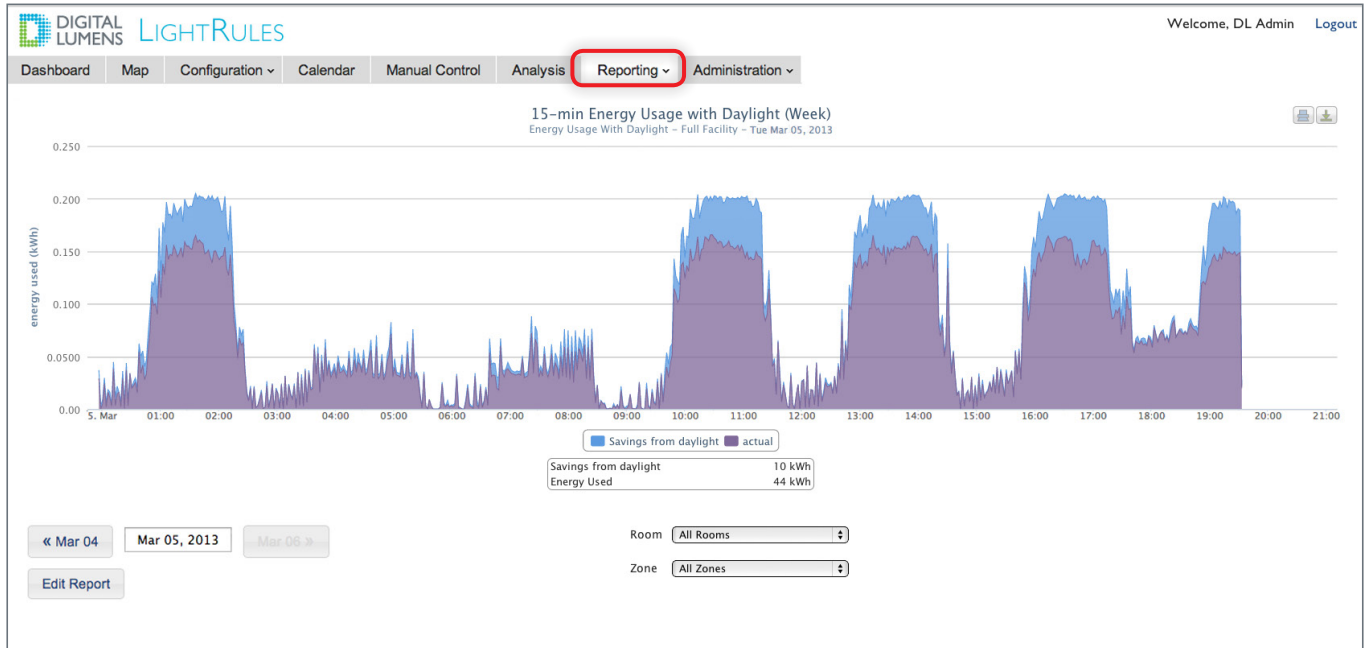 DIGITAL LUMENS LIGHTRULES
Welcome, DL Admin Logout
Dashboard Map Configuration Calendar Manual Control Analysis Reporting Administration
15-min Energy Usage with Daylight (Week)
Energy Usage With Daylight - Full Facility - Tue Mar 05, 2013
energy used (kWh)
0.250
0.200
0.150
0.100
0.0500
0.00
5. Mar 01:00 02:00 03:00 04:00 05:00 06:00 07:00 08:00 09:00 10:00 11:00 12:00 13:00 14:00 15:00 16:00 17:00 18:00 19:00 20:00 21:00
Savings from daylight actual
Savings from daylight 10 kWh
Energy Used 44 kWh
« Mar 04 Mar 05, 2013 Mar 06 »
Room All Rooms
Zone All Zones
Edit Report